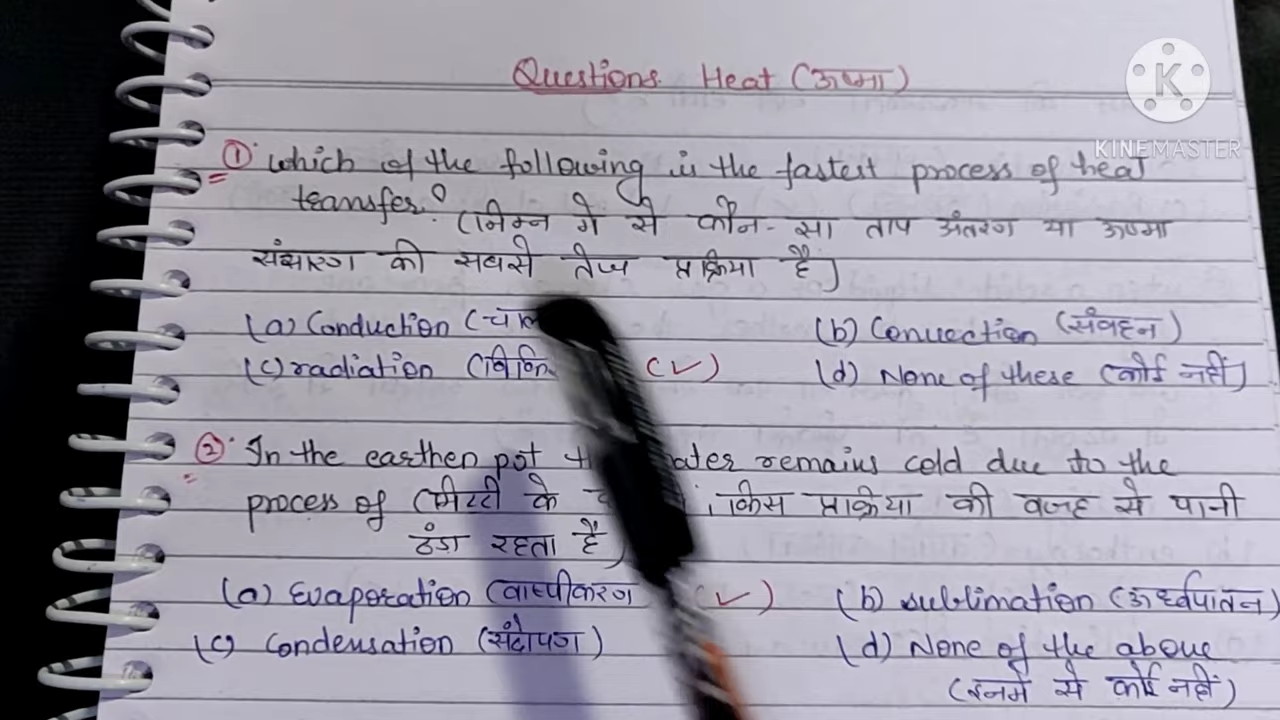 Questions Heat (ऊष्मा)
K
KINEMASTER
① which of the following is the fastest process of heat
transfer? (निम्न में से कौन-सा ताप अंतरण या ऊष्मा
संचारण की सबसे तेज प्रक्रिया है)
(a) Conduction (चाल
(b) Convection (संवहन)
(c) radiation (विकि (✓)
(d) None of these (कोई नहीं)
② In the earthen pot water remains cold due to the
process of (मिट्टी के किस प्रक्रिया की वजह से पानी
ठंडा रहता है)
(a) Evaporation (वाष्पीकरण (✓)
(b) sublimation (ऊर्ध्वपातन)
(c) Condensation
(d) None of the above
(इनमें से कोई नहीं)